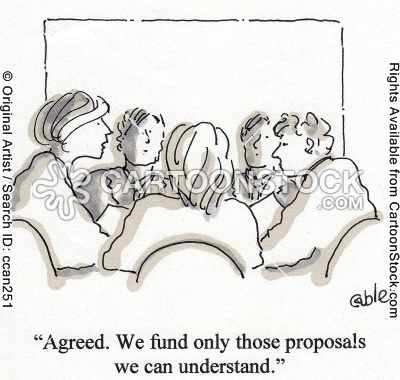 © Original Artist / Search ID: ccan251
Rights Available from CartoonStock.com
CARTOONSTOCK
.com
@ble
“Agreed. We fund only those proposals
we can understand.”